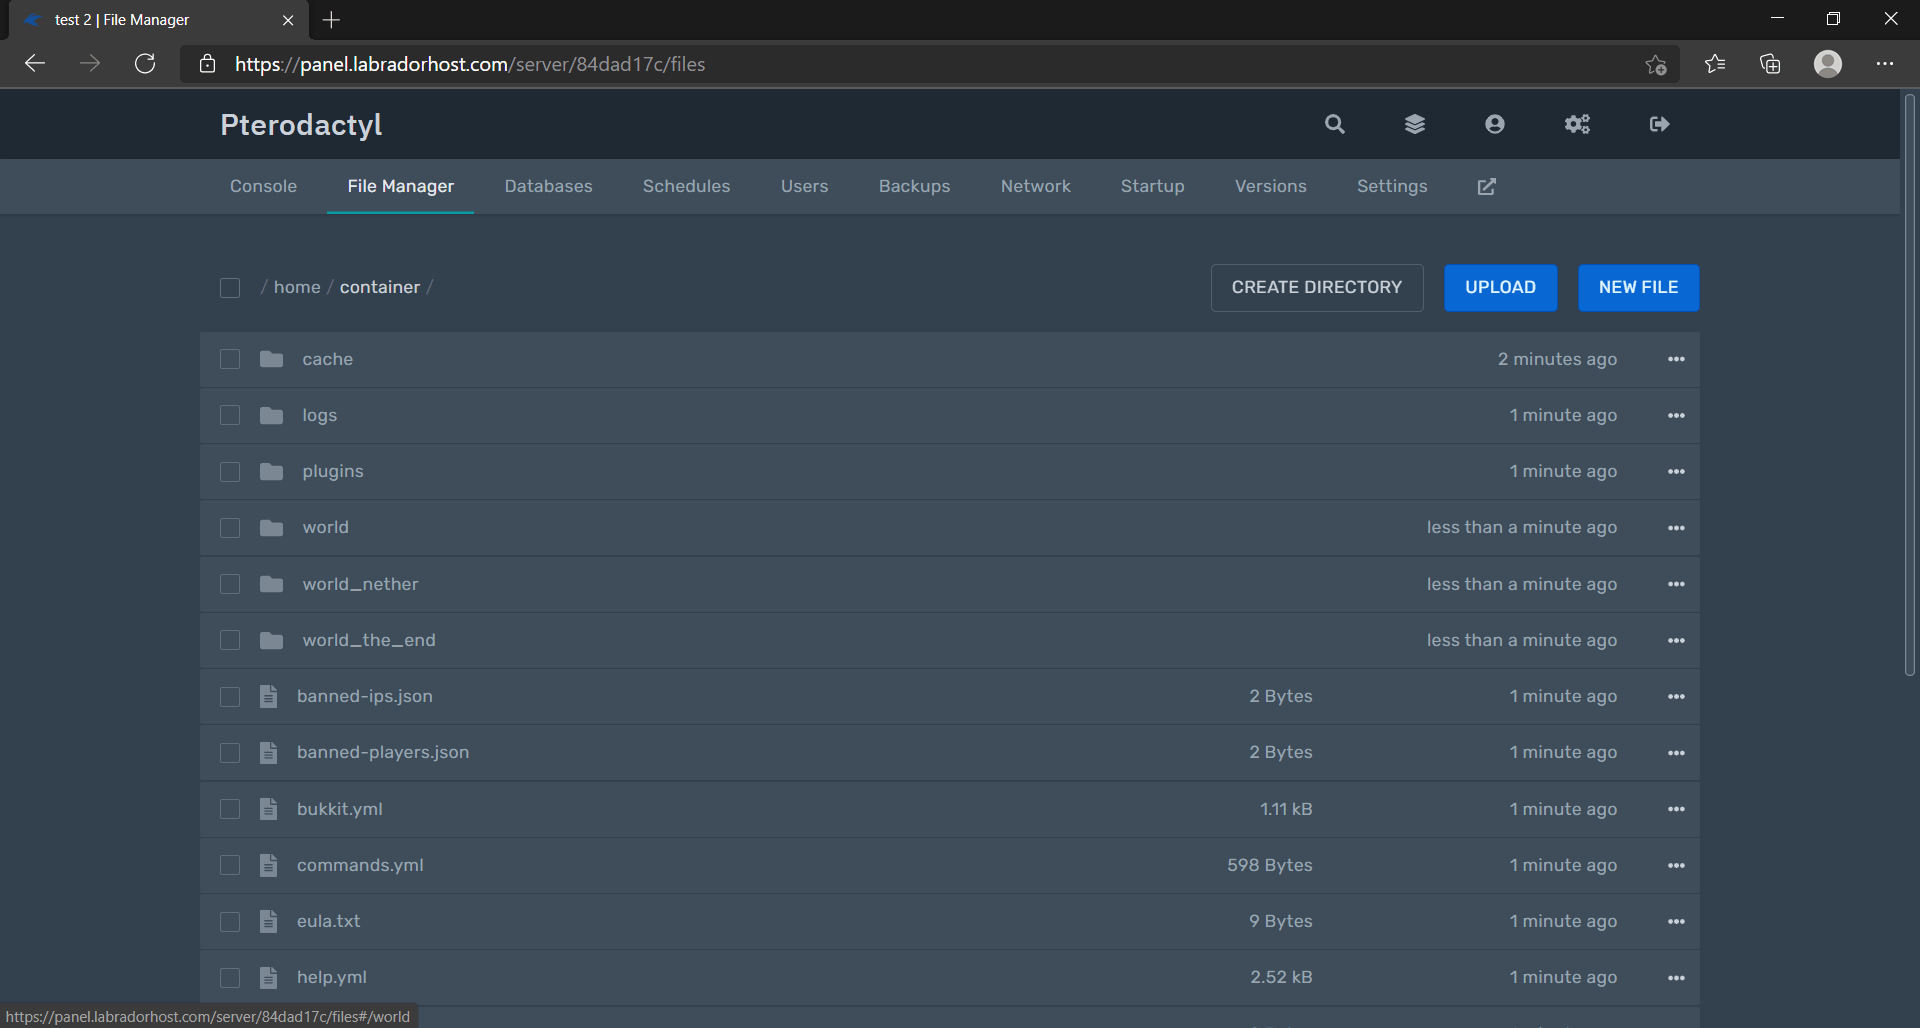 test 2 | File Manager
https://panel.labradorhost.com/server/84dad17c/files
Pterodactyl
Console File Manager Databases Schedules Users Backups Network Startup Versions Settings
/ home / container /
CREATE DIRECTORY UPLOAD NEW FILE
cache 2 minutes ago
logs 1 minute ago
plugins 1 minute ago
world less than a minute ago
world_nether less than a minute ago
world_the_end less than a minute ago
banned-ips.json 2 Bytes 1 minute ago
banned-players.json 2 Bytes 1 minute ago
bukkit.yml 1.11 kB 1 minute ago
commands.yml 598 Bytes 1 minute ago
eula.txt 9 Bytes 1 minute ago
help.yml 2.52 kB 1 minute ago
https://panel.labradorhost.com/server/84dad17c/files#/world